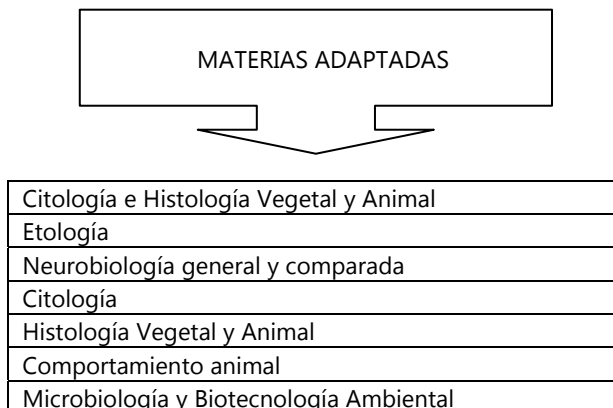 MATERIAS ADAPTADAS
Citología e Histología Vegetal y Animal
Etología
Neurobiología general y comparada
Citología
Histología Vegetal y Animal
Comportamiento animal
Microbiología y Biotecnología Ambiental